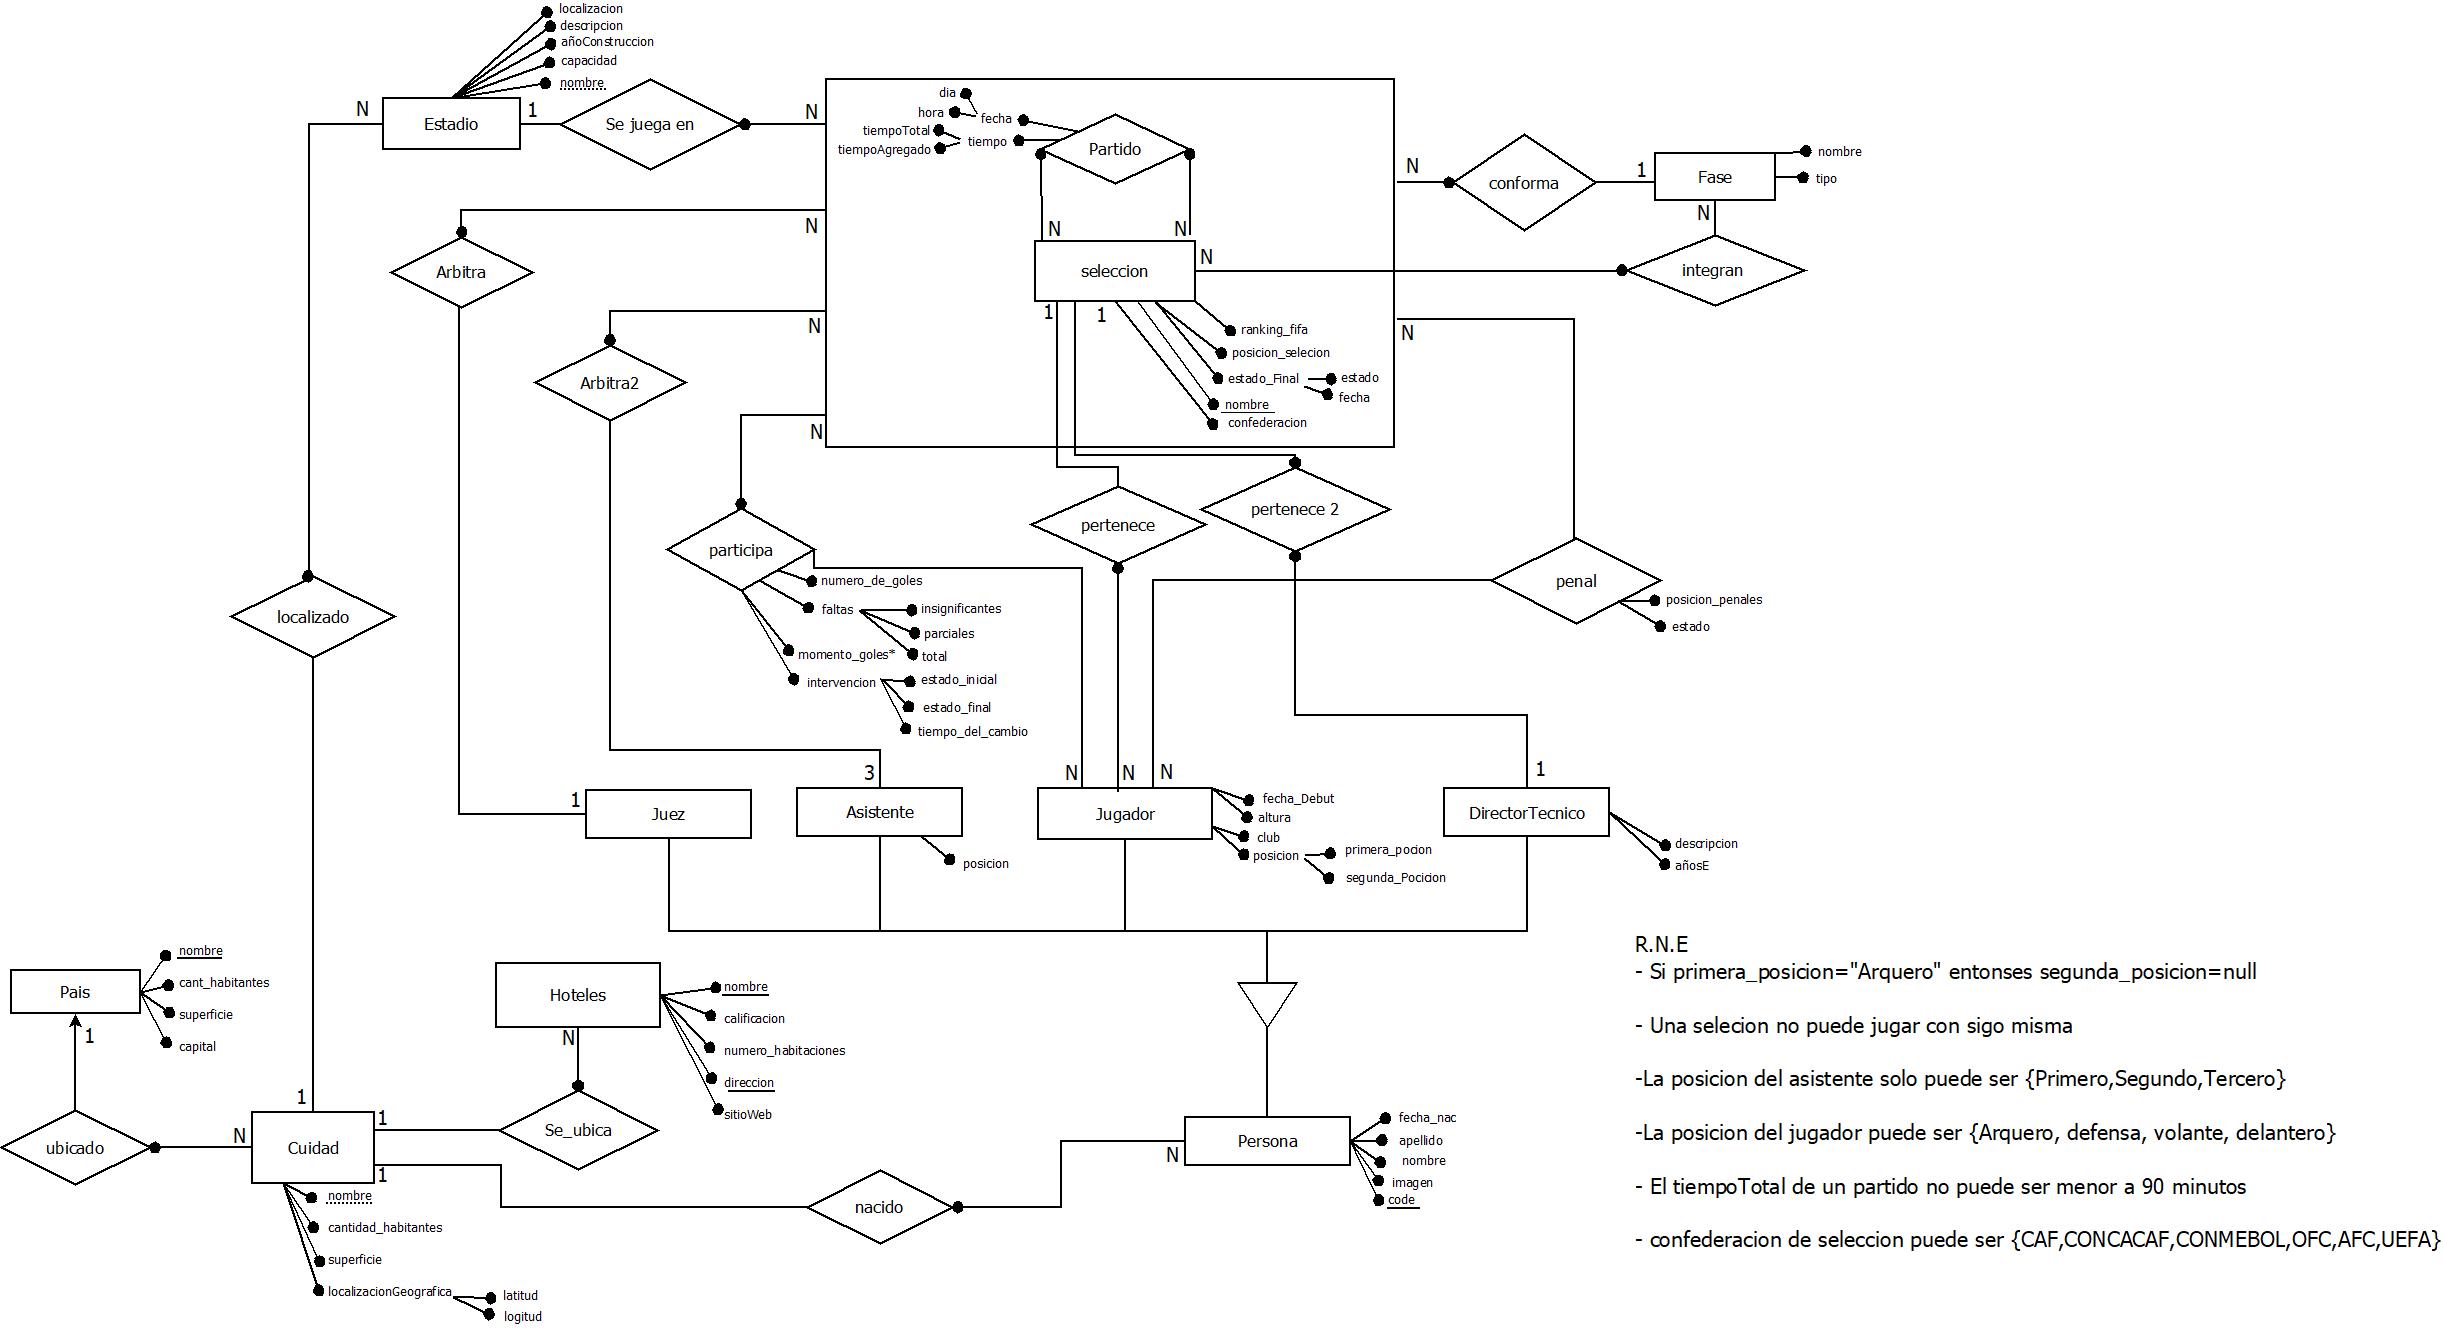 localizacion
descripcion
añoConstruccion
capacidad
nombre
Estadio
N
1
Se juega en
N
dia
hora
fecha
tiempoTotal
tiempo
tiempoAgregado
Partido
N
N
seleccion
N
1
1
ranking_fifa
posicion_selecion
estado_Final
estado
fecha
nombre
confederacion
N
conforma
1
Fase
nombre
tipo
N
integran
N
Arbitra
N
Arbitra2
N
N
participa
numero_de_goles
faltas
insignificantes
parciales
total
momento_goles*
intervencion
estado_inicial
estado_final
tiempo_del_cambio
pertenece
pertenece 2
penal
posicion_penales
estado
localizado
1
Juez
3
Asistente
posicion
N
N
N
Jugador
fecha_Debut
altura
club
posicion
primera_pocion
segunda_Pocicion
1
DirectorTecnico
descripcion
añosE
Pais
nombre
cant_habitantes
superficie
capital
1
ubicado
N
1
Cuidad
1
1
nombre
cantidad_habitantes
superficie
localizacionGeografica
latitud
logitud
Hoteles
nombre
calificacion
numero_habitaciones
direccion
sitioWeb
N
Se_ubica
nacido
N
Persona
fecha_nac
apellido
nombre
imagen
code
R.N.E
- Si primera_posicion="Arquero" entonses segunda_posicion=null
- Una selecion no puede jugar con sigo misma
-La posicion del asistente solo puede ser {Primero,Segundo,Tercero}
-La posicion del jugador puede ser {Arquero, defensa, volante, delantero}
- El tiempoTotal de un partido no puede ser menor a 90 minutos
- confederacion de seleccion puede ser {CAF,CONCACAF,CONMEBOL,OFC,AFC,UEFA}